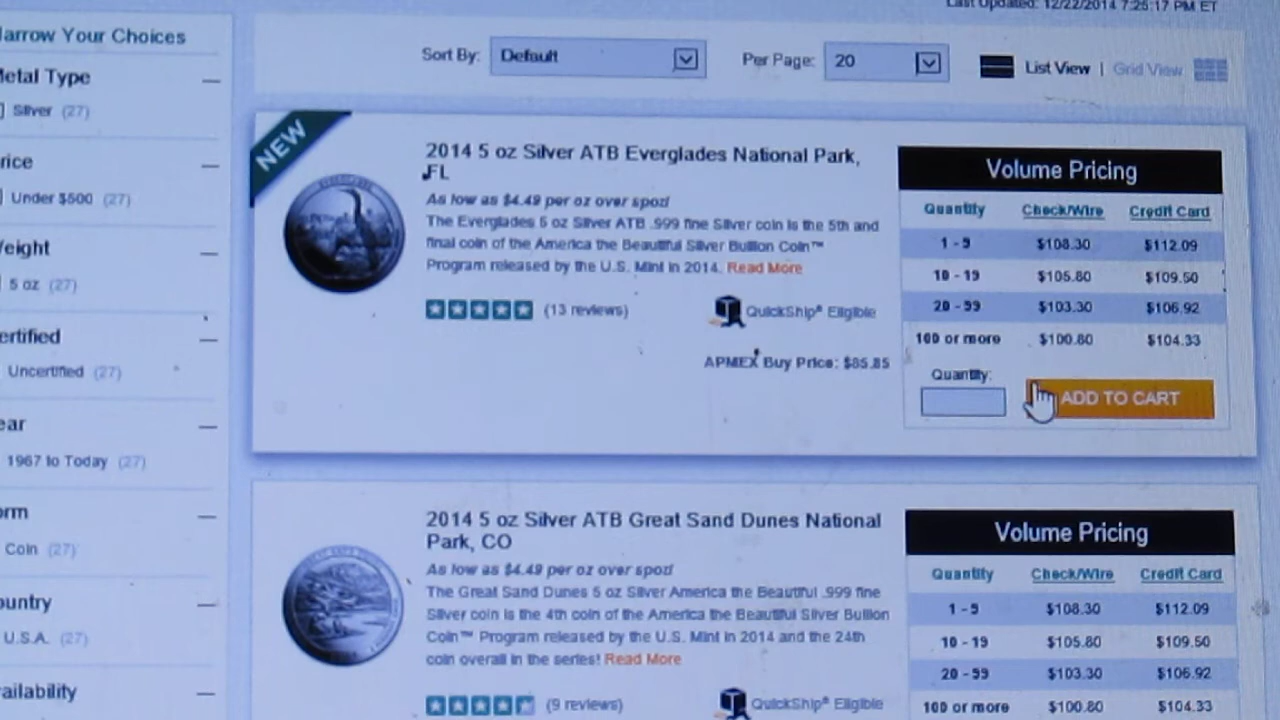 Last Updated: 12/22/2014 7:25:17 PM ET
arrow Your Choices
etal Type
Silver (27)
rice
Under $500 (27)
eight
5 oz (27)
ertified
Uncertified (27)
ear
1967 to Today (27)
orm
Coin (27)
ountry
U.S.A. (27)
ailability
Sort By: Default
Per Page: 20
List View | Grid View
NEW
2014 5 oz Silver ATB Everglades National Park,
FL
As low as $4.49 per oz over spot!
The Everglades 5 oz Silver ATB .999 fine Silver coin is the 5th and
final coin of the America the Beautiful Silver Bullion Coin™
Program released by the U.S. Mint in 2014. Read More
(13 reviews)
QuickShip® Eligible
APMEX Buy Price: $85.85
Volume Pricing
Quantity Check/Wire Credit Card
1 - 9 $108.30 $112.09
10 - 19 $105.80 $109.50
20 - 99 $103.30 $106.92
100 or more $100.80 $104.33
Quantity:
ADD TO CART
2014 5 oz Silver ATB Great Sand Dunes National
Park, CO
As low as $4.49 per oz over spot!
The Great Sand Dunes 5 oz Silver America the Beautiful .999 fine
Silver coin is the 4th coin of the America the Beautiful Silver Bullion
Coin™ Program released by the U.S. Mint in 2014 and the 24th
coin overall in the series! Read More
(9 reviews)
QuickShip® Eligible
Volume Pricing
Quantity Check/Wire Credit Card
1 - 9 $108.30 $112.09
10 - 19 $105.80 $109.50
20 - 99 $103.30 $106.92
100 or more $100.80 $104.33